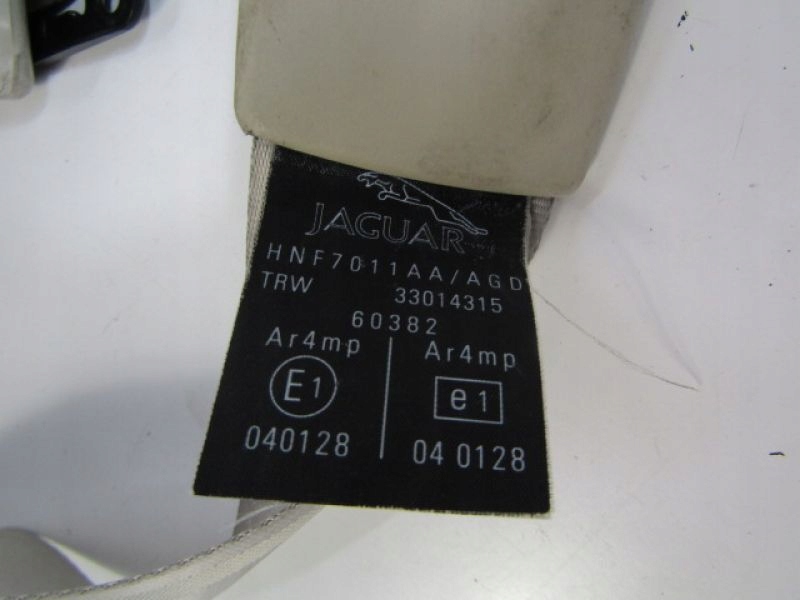 JAGUAR
HNF7011AA/AGD
TRW 33014315
60382
Ar4mp Ar4mp
E1 e1
040128 04 0128